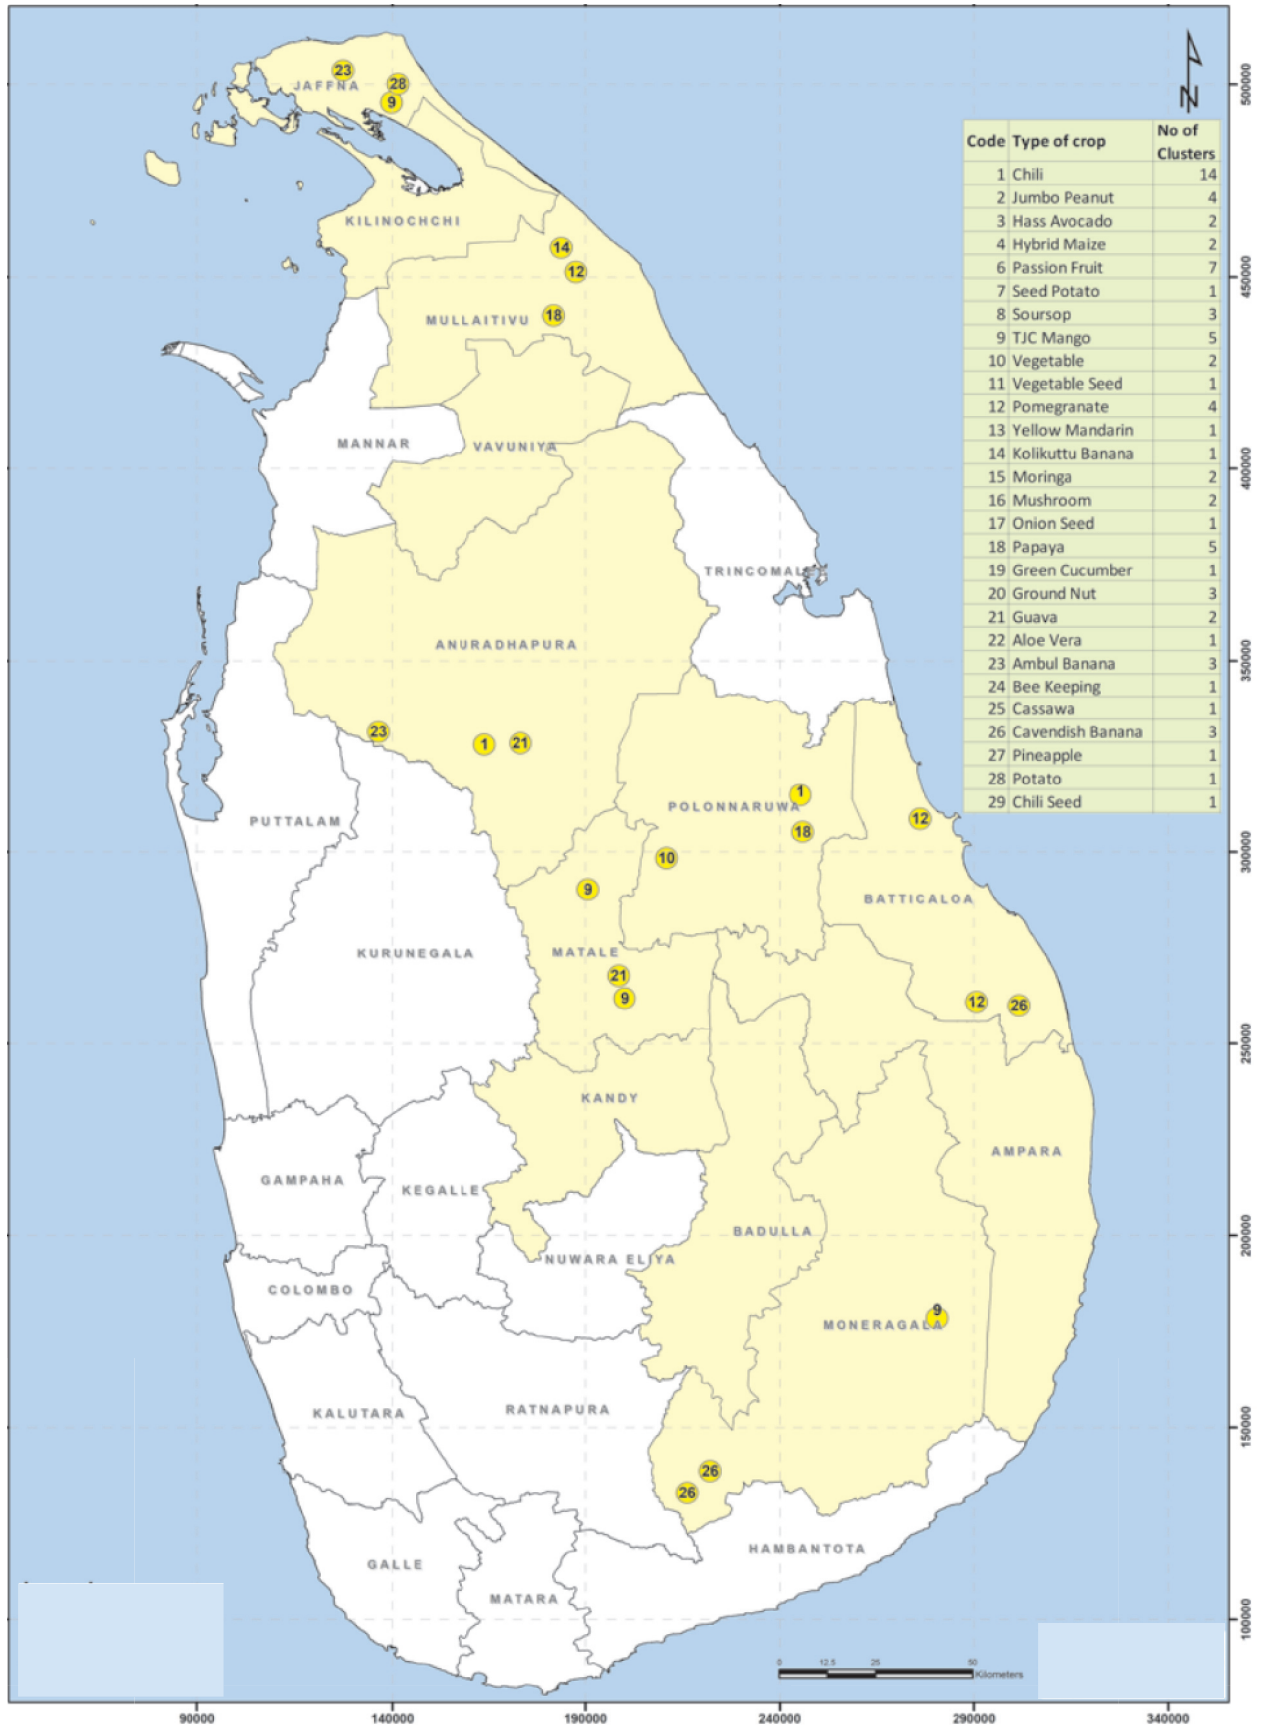 N
Code Type of crop No of Clusters
1 Chili 14
2 Jumbo Peanut 4
3 Hass Avocado 2
4 Hybrid Maize 2
6 Passion Fruit 7
7 Seed Potato 1
8 Soursop 3
9 TJC Mango 5
10 Vegetable 2
11 Vegetable Seed 1
12 Pomegranate 4
13 Yellow Mandarin 1
14 Kolikuttu Banana 1
15 Moringa 2
16 Mushroom 2
17 Onion Seed 1
18 Papaya 5
19 Green Cucumber 1
20 Ground Nut 3
21 Guava 2
22 Aloe Vera 1
23 Ambul Banana 3
24 Bee Keeping 1
25 Cassawa 1
26 Cavendish Banana 3
27 Pineapple 1
28 Potato 1
29 Chili Seed 1
23
28
JAFFNA
9
KILINOCHCHI
14
12
18
MULLAITIVU
MANNAR
VAVUNIYA
TRINCOMALEE
ANURADHAPURA
23
1
21
PUTTALAM
POLONNARUWA
1
18
12
10
9
BATTICALOA
KURUNEGALA
MATALE
21
9
12
26
KANDY
AMPARA
GAMPAHA
KEGALLE
BADULLA
NUWARA ELIYA
COLOMBO
9
MONERAGALA
KALUTARA
RATNAPURA
26
26
HAMBANTOTA
GALLE
MATARA
0 12.5 25 50
Kilometers
500000
450000
400000
350000
300000
250000
200000
150000
100000
90000 140000 190000 240000 290000 340000